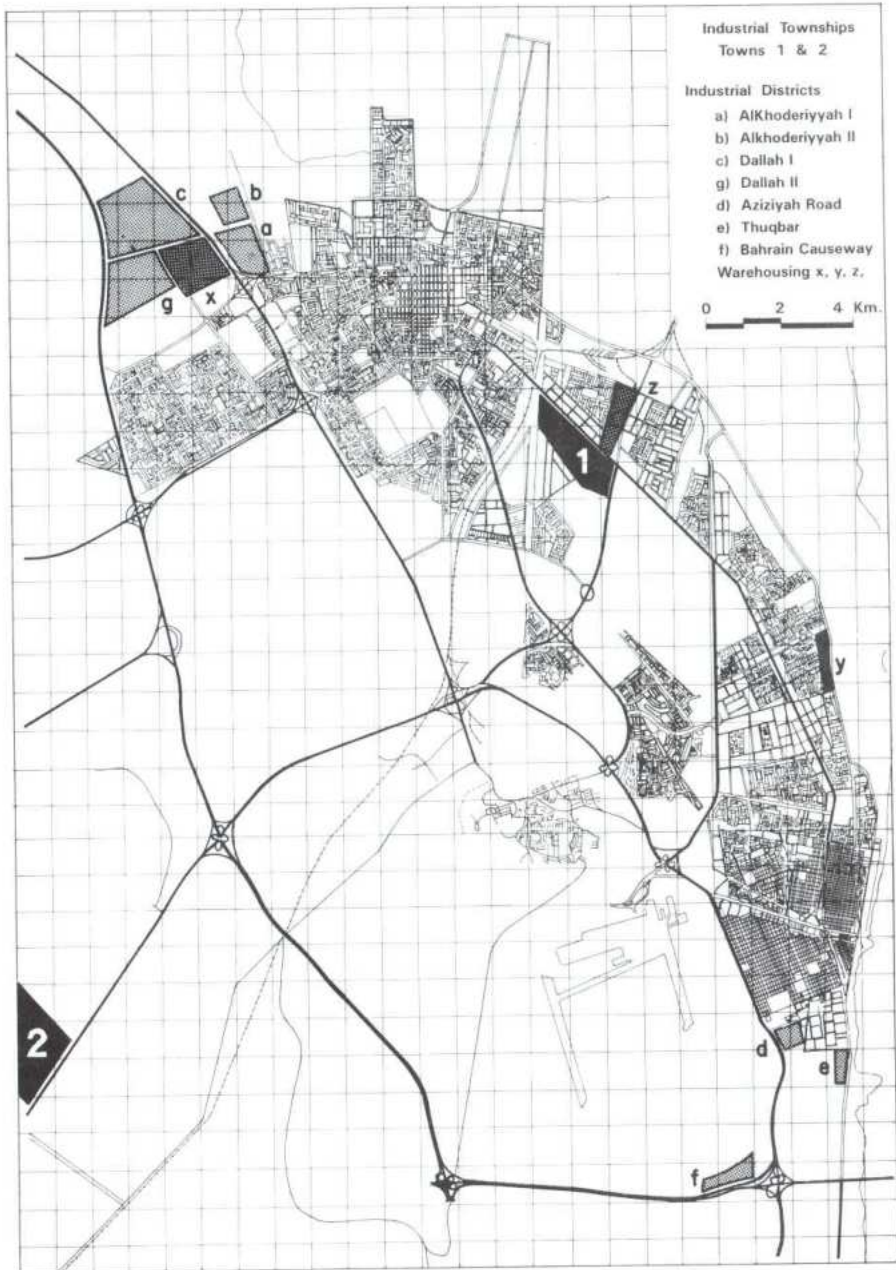 Industrial Townships
Towns 1 & 2
Industrial Districts
a) AlKhoderiyyah I
b) Alkhoderiyyah II
c) Dallah I
g) Dallah II
d) Aziziyah Road
e) Thuqbar
f) Bahrain Causeway
Warehousing x, y, z,
0 2 4 Km.
c
b
a
g
x
z
1
y
2
d
e
f